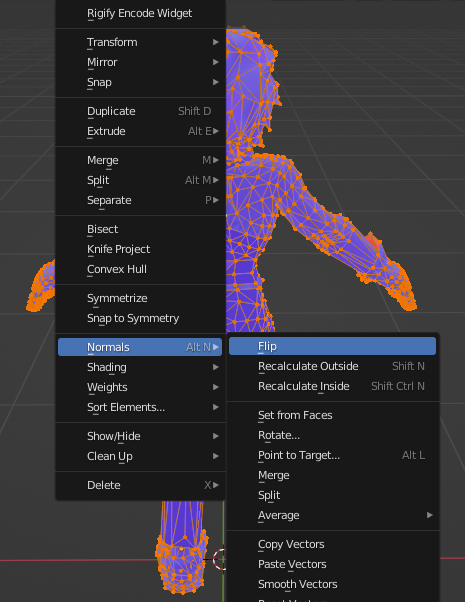 Rigify Encode Widget
Transform
Mirror
Snap
Duplicate Shift D
Extrude Alt E
Merge M
Split Alt M
Separate P
Bisect
Knife Project
Convex Hull
Symmetrize
Snap to Symmetry
Normals Alt N
Shading
Weights
Sort Elements...
Show/Hide
Clean Up
Delete X
Flip
Recalculate Outside Shift N
Recalculate Inside Shift Ctrl N
Set from Faces
Rotate...
Point to Target... Alt L
Merge
Split
Average
Copy Vectors
Paste Vectors
Smooth Vectors